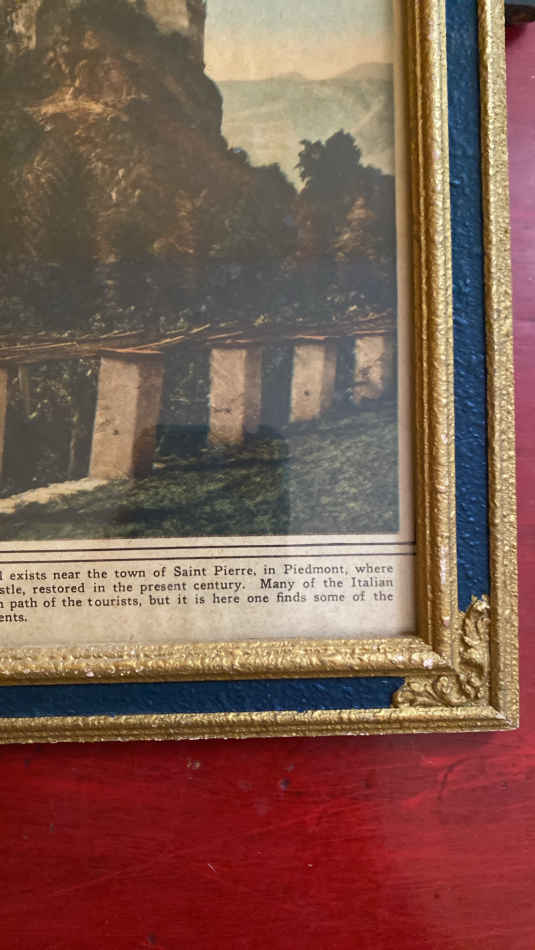 exists near the town of Saint Pierre, in Piedmont, where
stle, restored in the present century. Many of the Italian
path of the tourists, but it is here one finds some of the
ents.